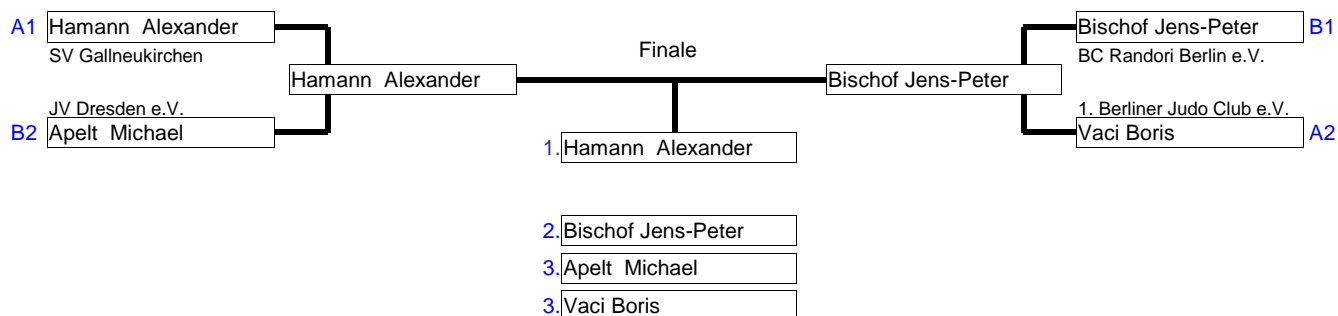 A1 Hamann Alexander
SV Gallneukirchen
Hamann Alexander
JV Dresden e.V.
B2 Apelt Michael
Finale
1. Hamann Alexander
2. Bischof Jens-Peter
3. Apelt Michael
3. Vaci Boris
Bischof Jens-Peter B1
BC Randori Berlin e.V.
Bischof Jens-Peter
1. Berliner Judo Club e.V.
Vaci Boris A2